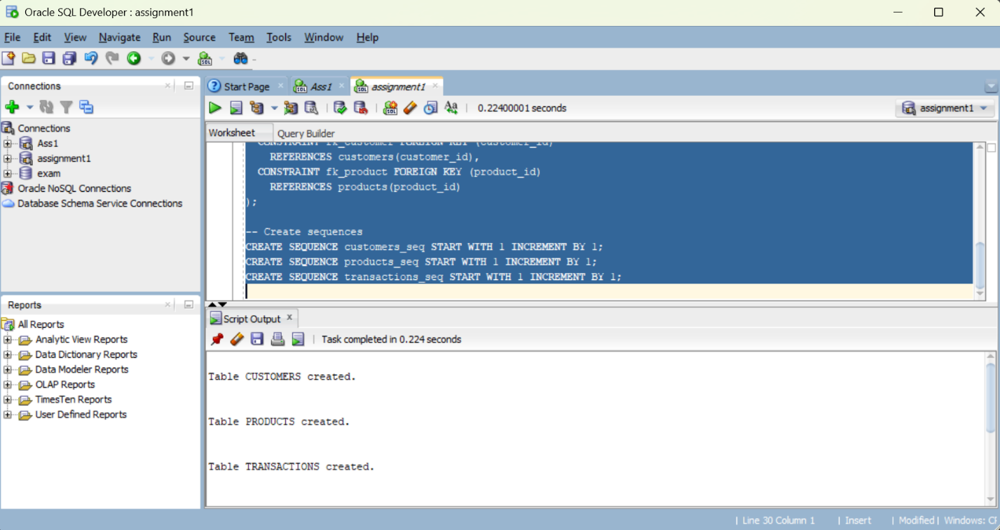 Oracle SQL Developer : assignment1
File Edit View Navigate Run Source Team Tools Window Help
Connections
Connections
Ass1
assignment1
exam
Oracle NoSQL Connections
Database Schema Service Connections
Reports
All Reports
Analytic View Reports
Data Dictionary Reports
Data Modeler Reports
OLAP Reports
TimesTen Reports
User Defined Reports
Start Page Ass1 assignment1
0.22400001 seconds assignment1
Worksheet Query Builder
CONSTRAINT fk_customer FOREIGN KEY (customer_id)
REFERENCES customers(customer_id),
CONSTRAINT fk_product FOREIGN KEY (product_id)
REFERENCES products(product_id)
);
-- Create sequences
CREATE SEQUENCE customers_seq START WITH 1 INCREMENT BY 1;
CREATE SEQUENCE products_seq START WITH 1 INCREMENT BY 1;
CREATE SEQUENCE transactions_seq START WITH 1 INCREMENT BY 1;
Script Output
Task completed in 0.224 seconds
Table CUSTOMERS created.
Table PRODUCTS created.
Table TRANSACTIONS created.
| Line 30 Column 1 | Insert | Modified | Windows: C